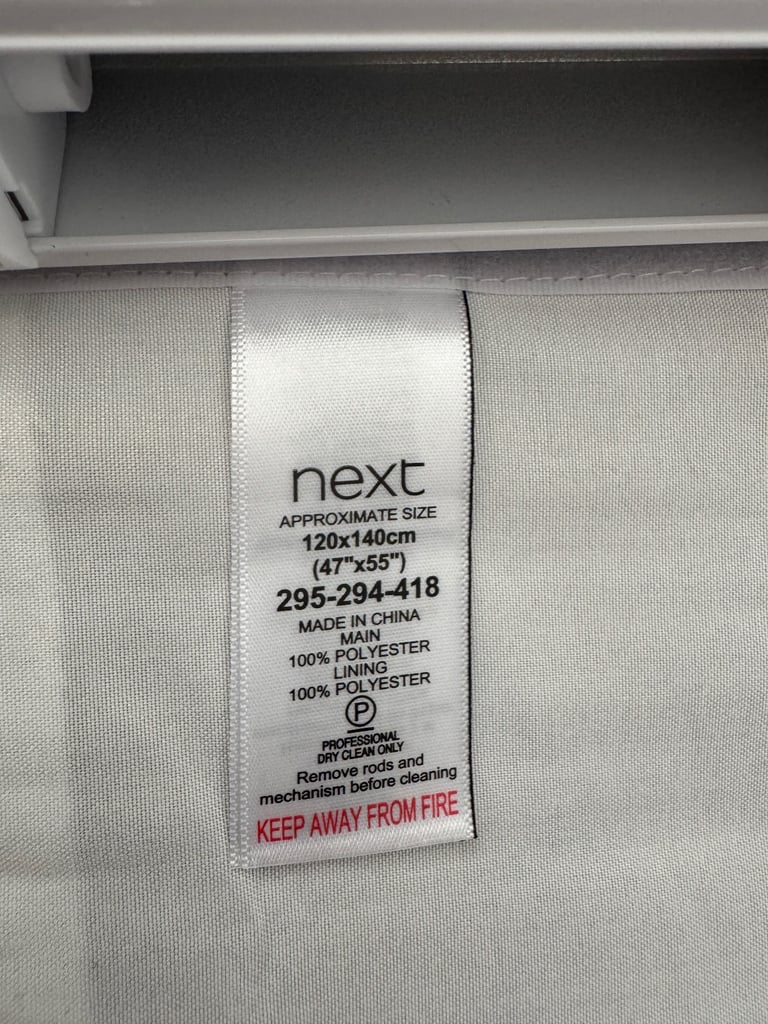 next
APPROXIMATE SIZE
120x140cm
(47"x55")
295-294-418
MADE IN CHINA
MAIN
100% POLYESTER
LINING
100% POLYESTER
P
PROFESSIONAL
DRY CLEAN ONLY
Remove rods and
mechanism before cleaning
KEEP AWAY FROM FIRE